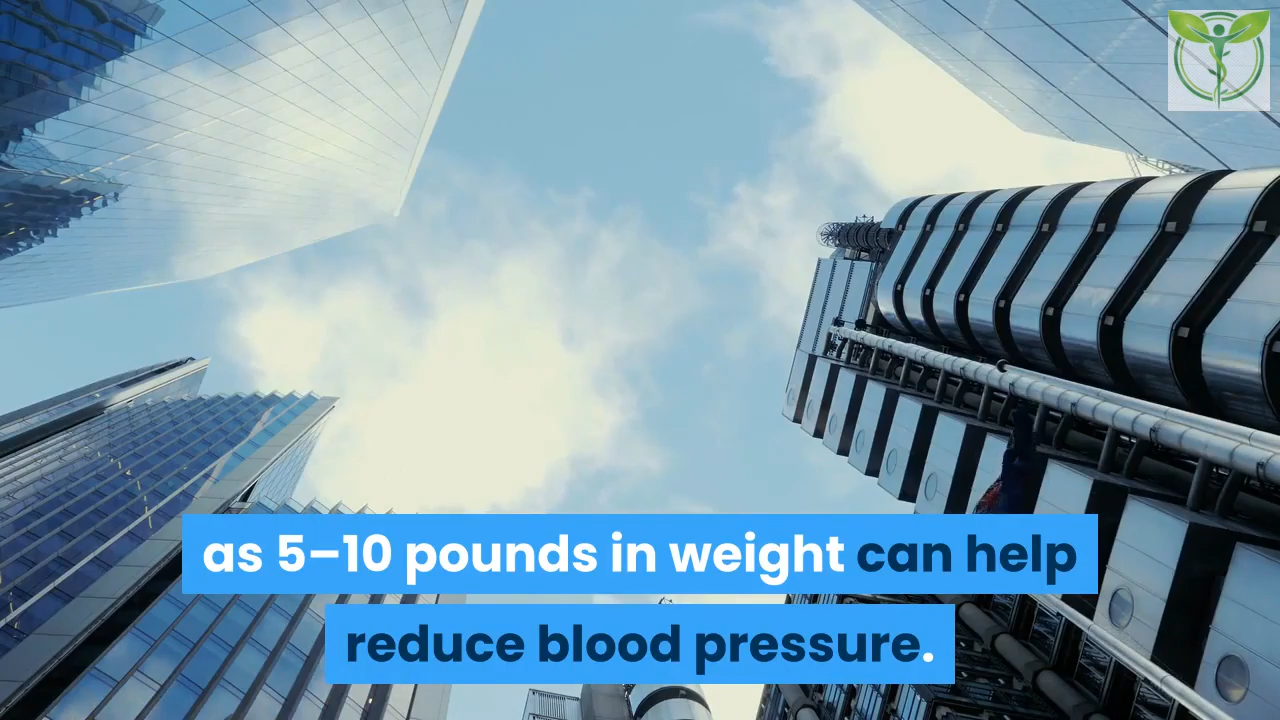 as 5–10 pounds in weight can help
reduce blood pressure.